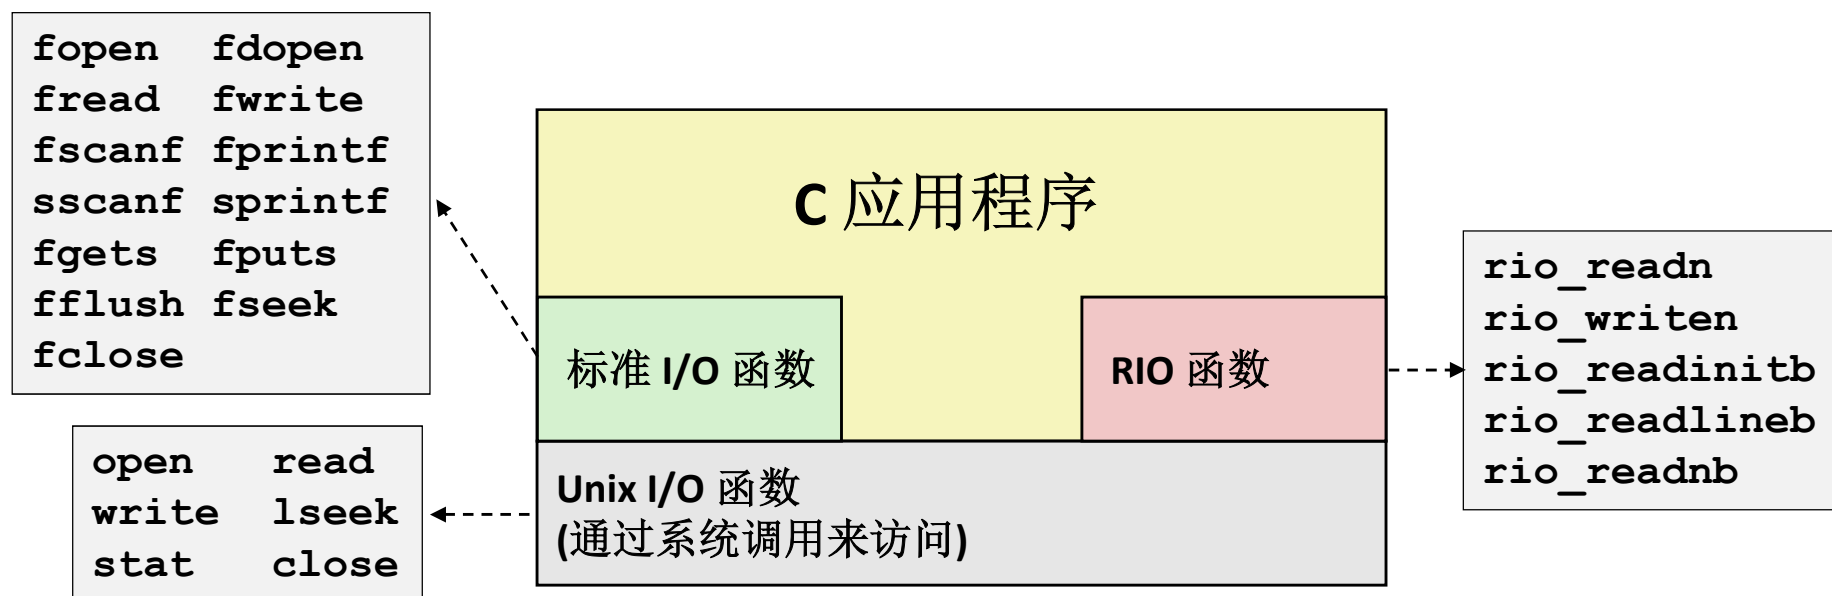 fopen fdopen
fread fwrite
fscanf fprintf
sscanf sprintf
fgets fputs
fflush fseek
fclose
C 应用程序
标准 I/O 函数
RIO 函数
rio_readn
rio_writen
rio_readinitb
rio_readlineb
rio_readnb
open read
write lseek
stat close
Unix I/O 函数
(通过系统调用来访问)